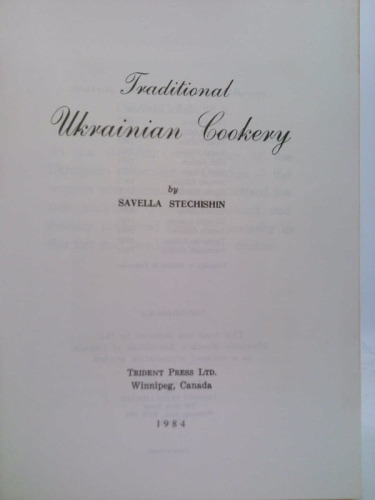 Traditional
Ukrainian Cookery
by
SAVELLA STECHISHIN
TRIDENT PRESS LTD.
Winnipeg, Canada
1984